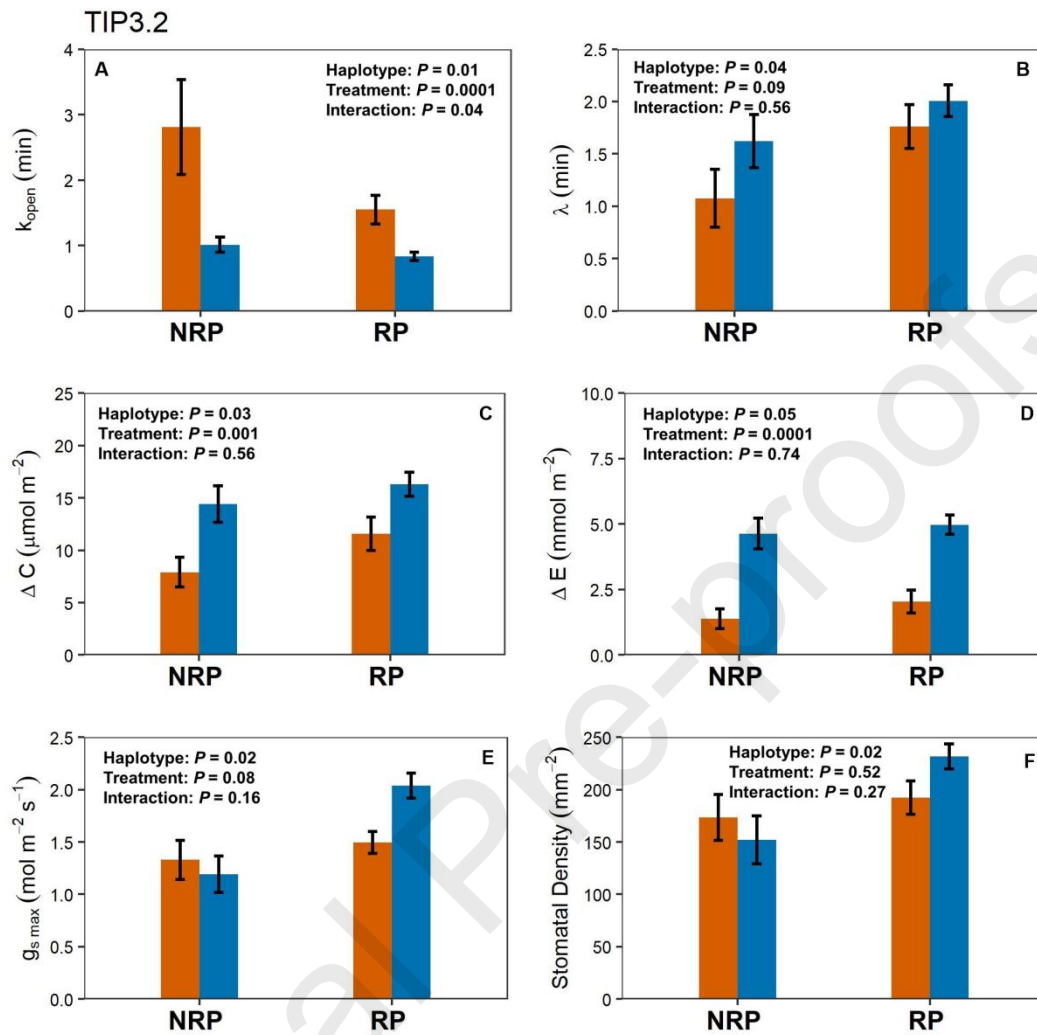 TIP3.2
A
Haplotype: P = 0.01
Treatment: P = 0.0001
Interaction: P = 0.04
k_open (min)
4
3
2
1
0
NRP RP
B
Haplotype: P = 0.04
Treatment: P = 0.09
Interaction: P = 0.56
λ (min)
2.5
2.0
1.5
1.0
0.5
0.0
NRP RP
C
Haplotype: P = 0.03
Treatment: P = 0.001
Interaction: P = 0.56
Δ C (μmol m⁻²)
25
20
15
10
5
0
NRP RP
D
Haplotype: P = 0.05
Treatment: P = 0.0001
Interaction: P = 0.74
Δ E (mmol m⁻²)
10.0
7.5
5.0
2.5
0.0
NRP RP
E
Haplotype: P = 0.02
Treatment: P = 0.08
Interaction: P = 0.16
g_s max (mol m⁻² s⁻¹)
2.5
2.0
1.5
1.0
0.5
0.0
NRP RP
F
Haplotype: P = 0.02
Treatment: P = 0.52
Interaction: P = 0.27
Stomatal Density (mm⁻²)
250
200
150
100
50
0
NRP RP
al Pre-proofs